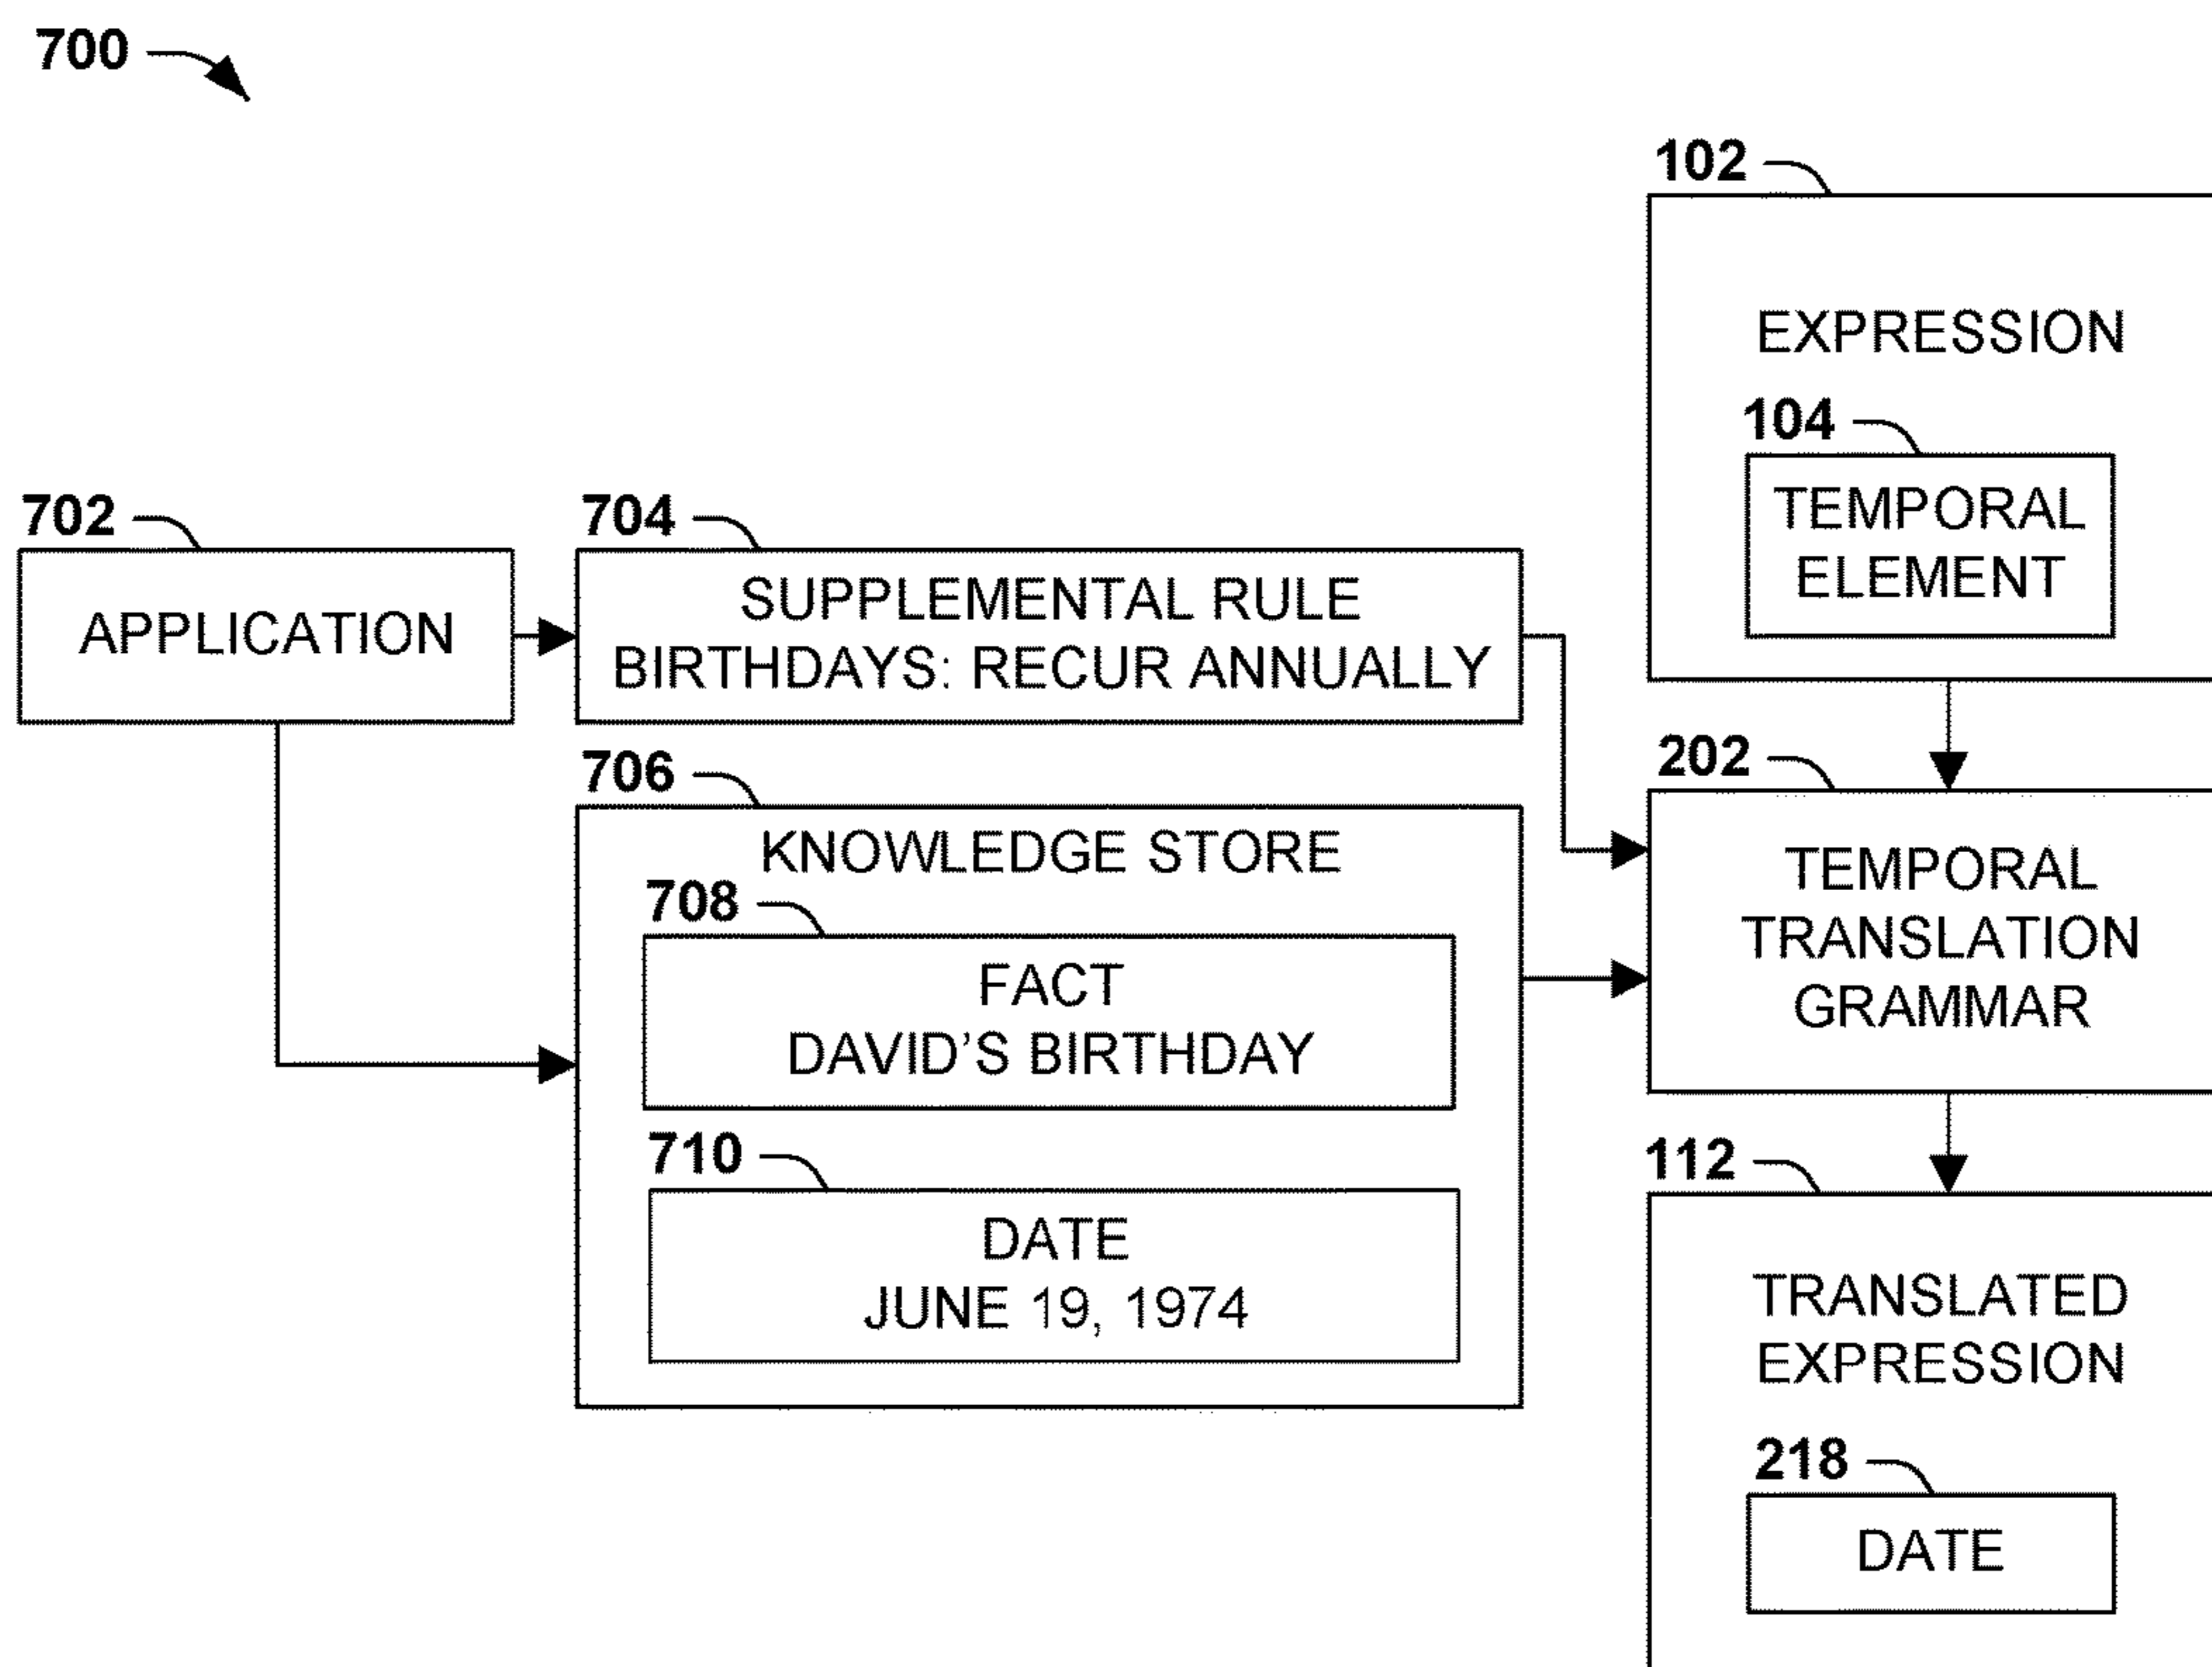 700
102
EXPRESSION
104
TEMPORAL
ELEMENT
702
APPLICATION
704
SUPPLEMENTAL RULE
BIRTHDAYS: RECUR ANNUALLY
706
KNOWLEDGE STORE
708
FACT
DAVID'S BIRTHDAY
710
DATE
JUNE 19, 1974
202
TEMPORAL
TRANSLATION
GRAMMAR
112
TRANSLATED
EXPRESSION
218
DATE